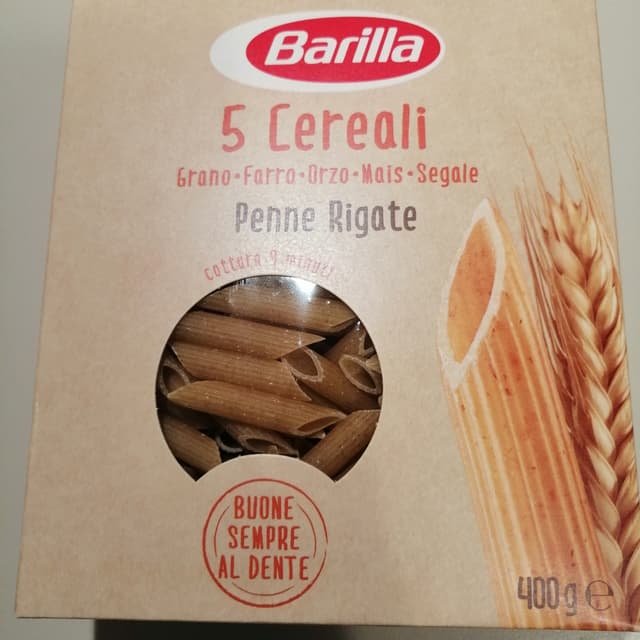 Barilla
5 Cereali
Grano•Farro•Orzo•Mais•Segale
Penne Rigate
cottura 9 minuti
BUONE
SEMPRE
AL DENTE
400g ℮